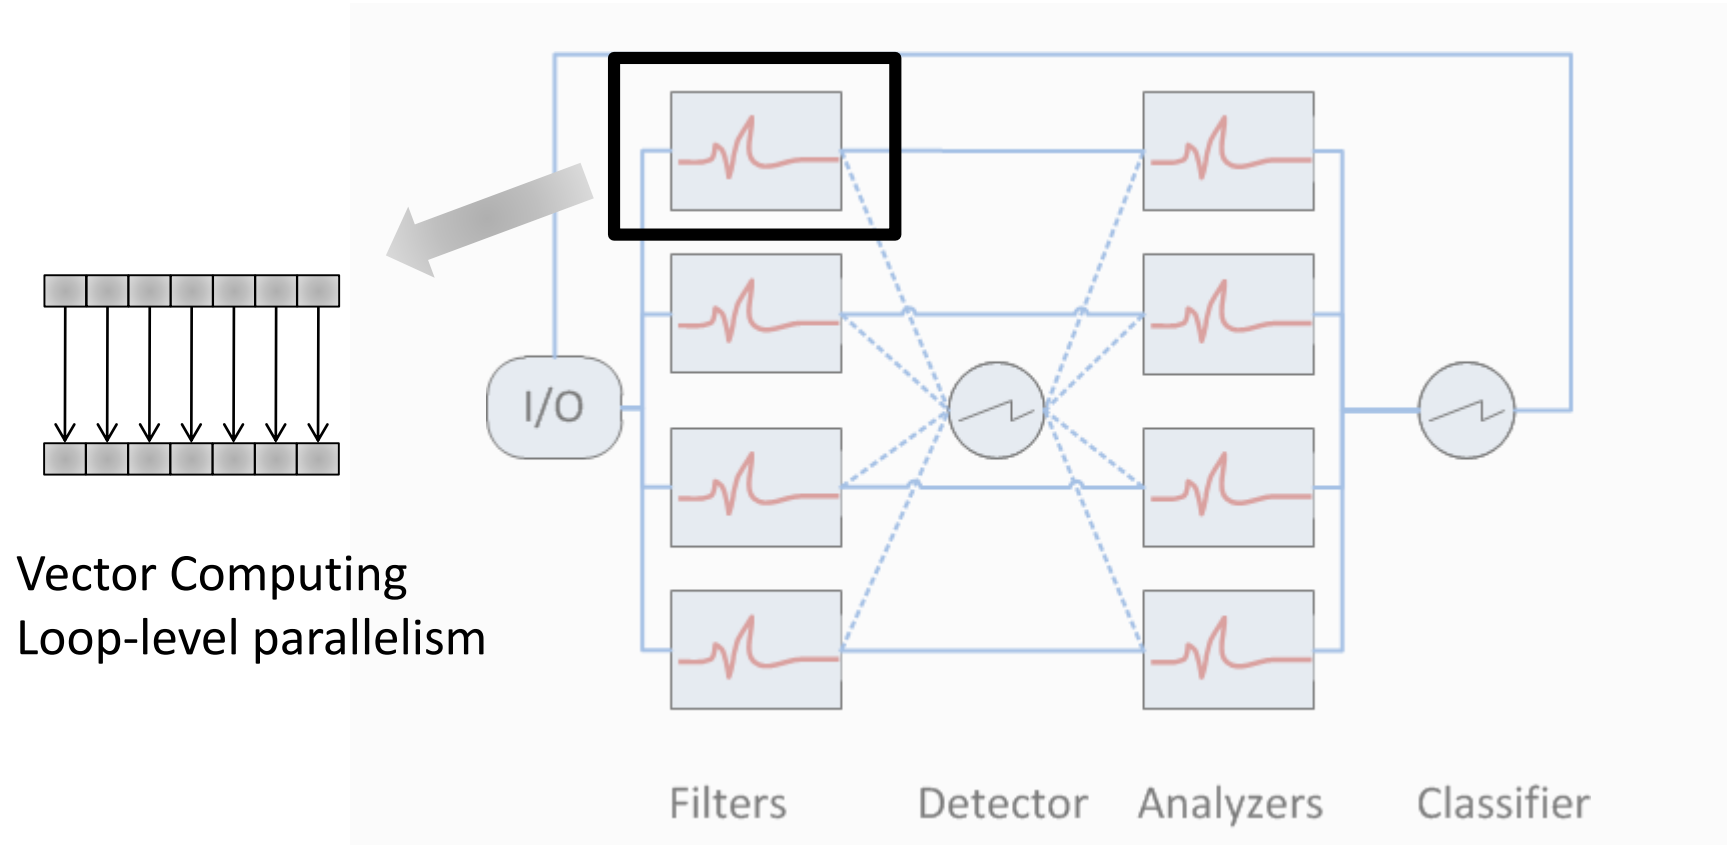 I/O
Vector Computing
Loop-level parallelism
Filters
Detector
Analyzers
Classifier